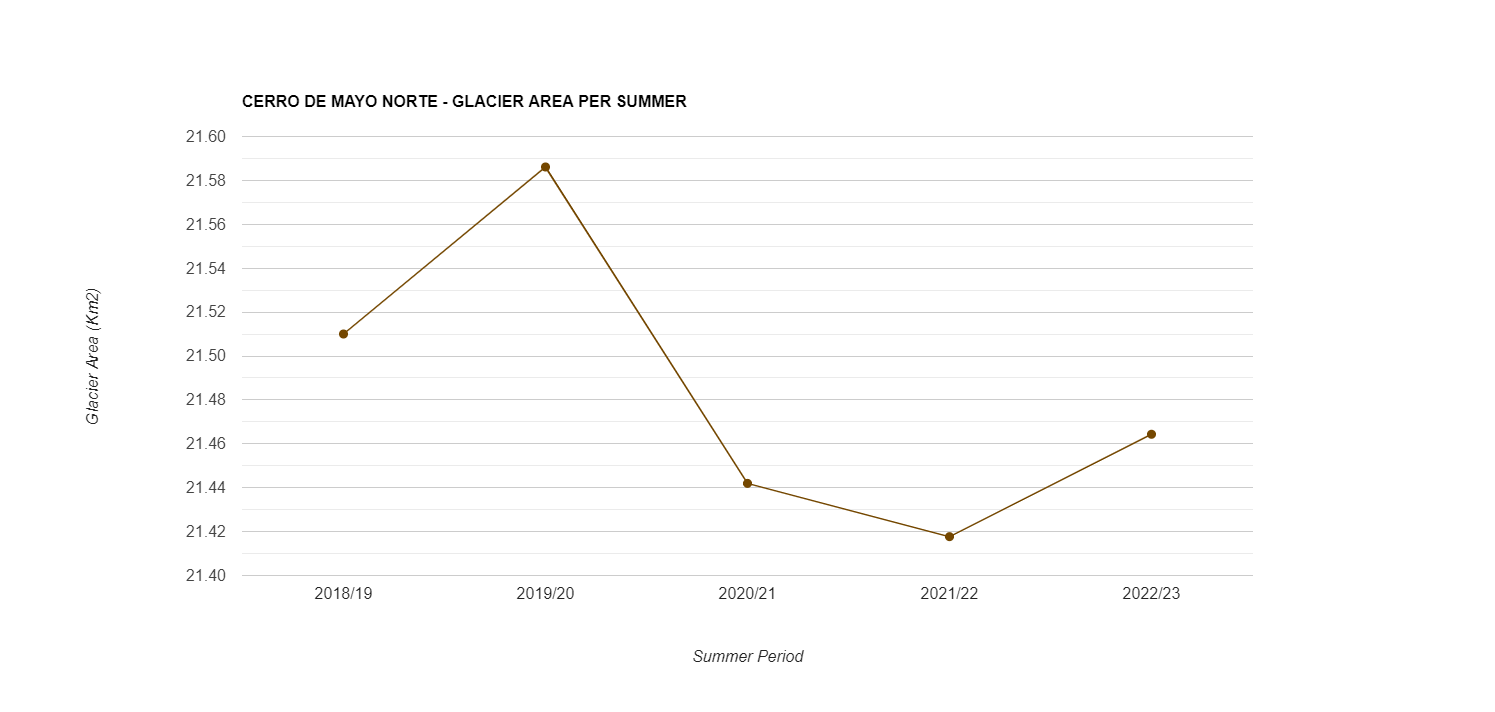 CERRO DE MAYO NORTE - GLACIER AREA PER SUMMER
21.60
21.58
21.56
21.54
21.52
21.50
21.48
21.46
21.44
21.42
21.40
Glacier Area (Km2)
2018/19 2019/20 2020/21 2021/22 2022/23
Summer Period